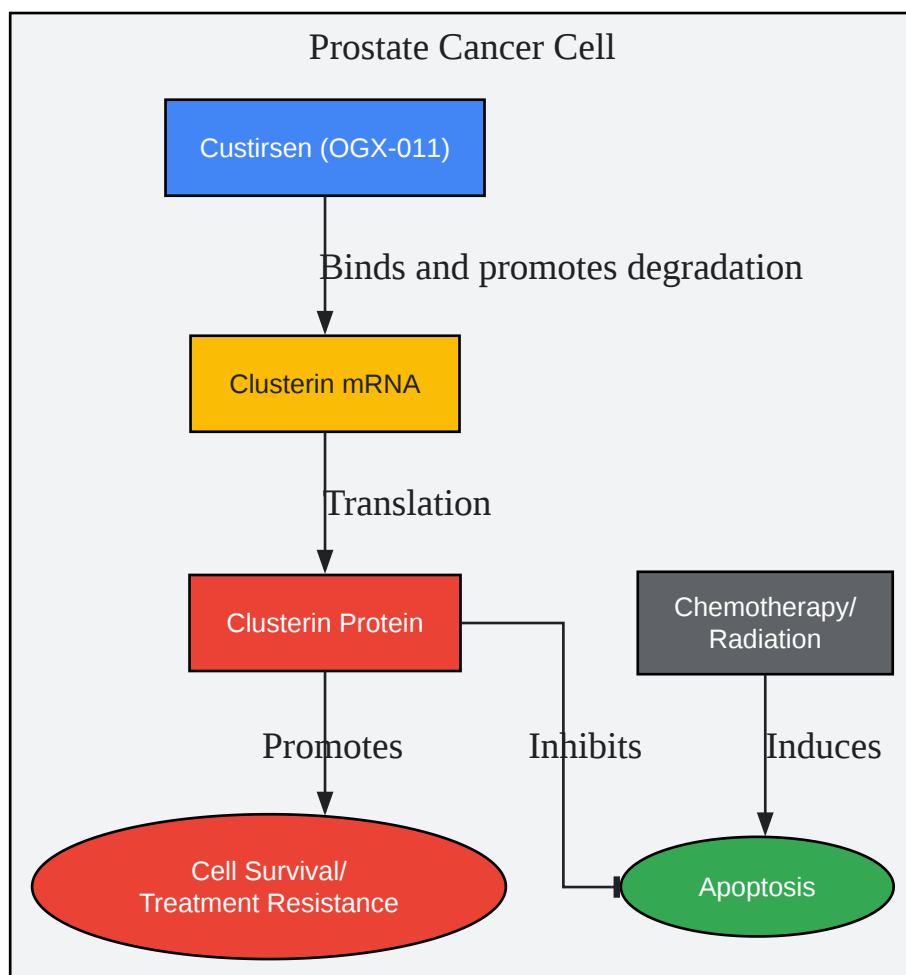 Prostate Cancer Cell
Custirsen (OGX-011)
Binds and promotes degradation
Clusterin mRNA
Translation
Clusterin Protein
Chemotherapy/
Radiation
Promotes
Inhibits
Induces
Cell Survival/
Treatment Resistance
Apoptosis